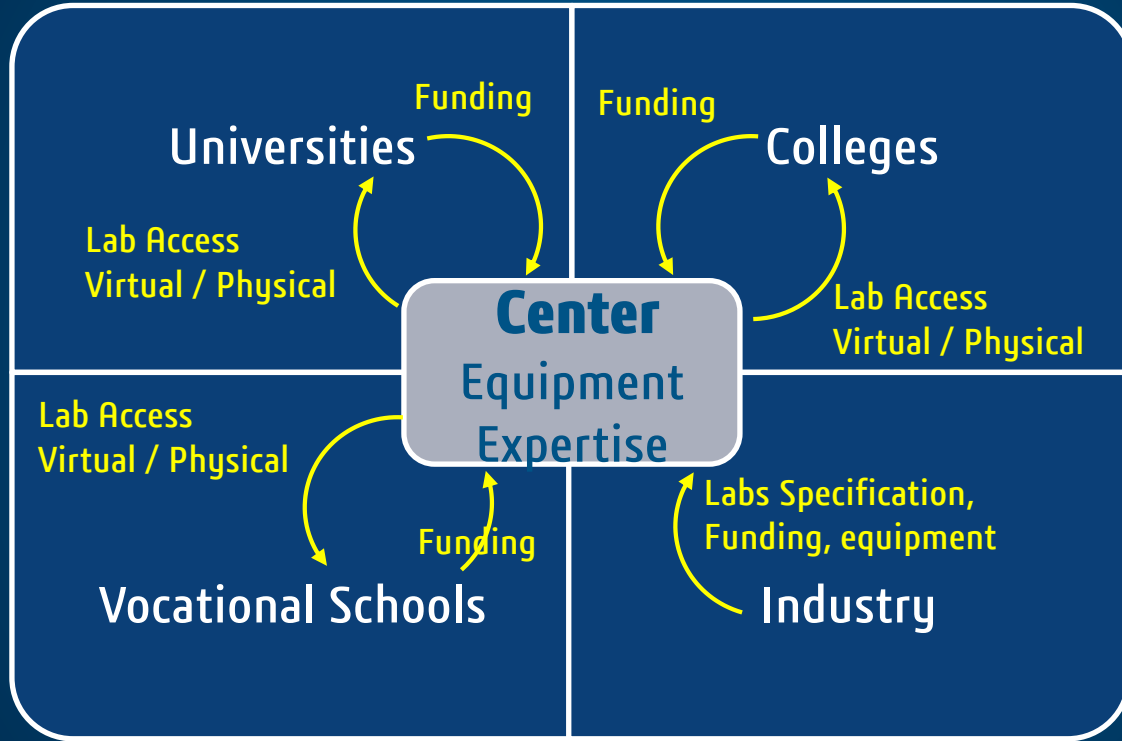 Funding
Universities
Lab Access
Virtual / Physical
Funding
Colleges
Lab Access
Virtual / Physical
Center
Equipment
Expertise
Lab Access
Virtual / Physical
Funding
Vocational Schools
Labs Specification,
Funding, equipment
Industry